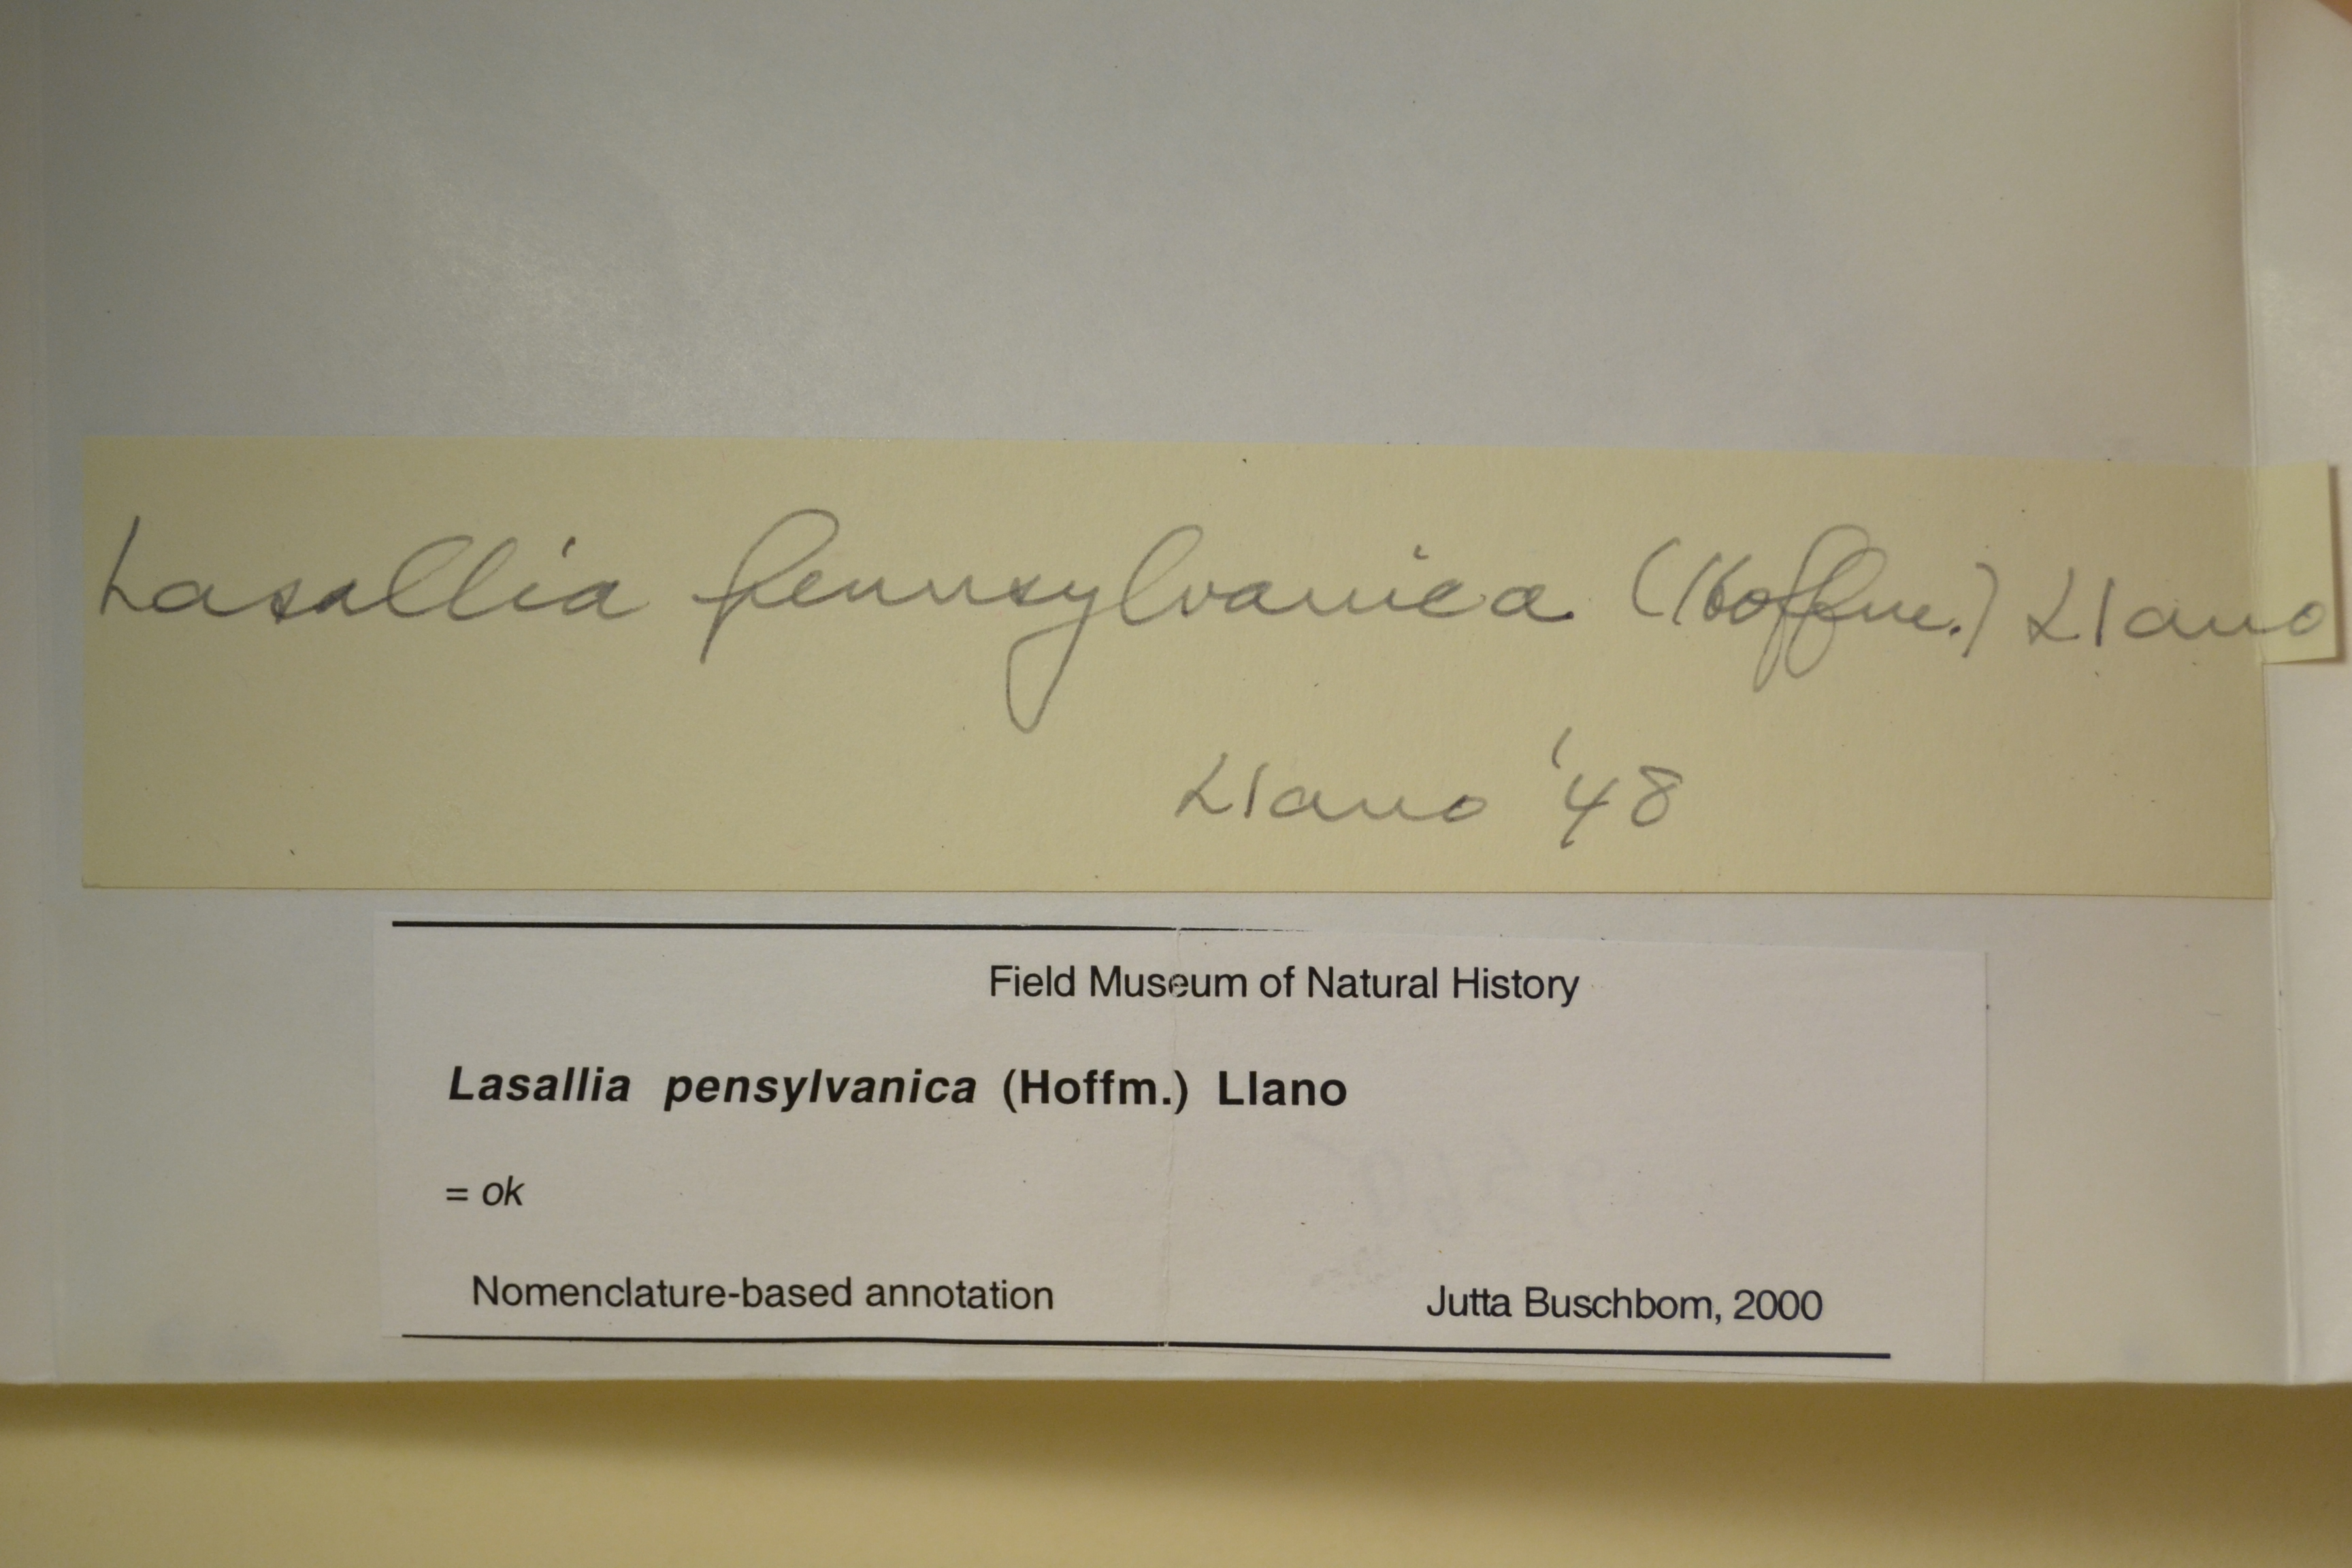 Lasallia pennsylvanica (Hoffm.) Llano
Llano '48
Field Museum of Natural History
Lasallia pensylvanica (Hoffm.) Llano
= ok
Nomenclature-based annotation Jutta Buschbom, 2000